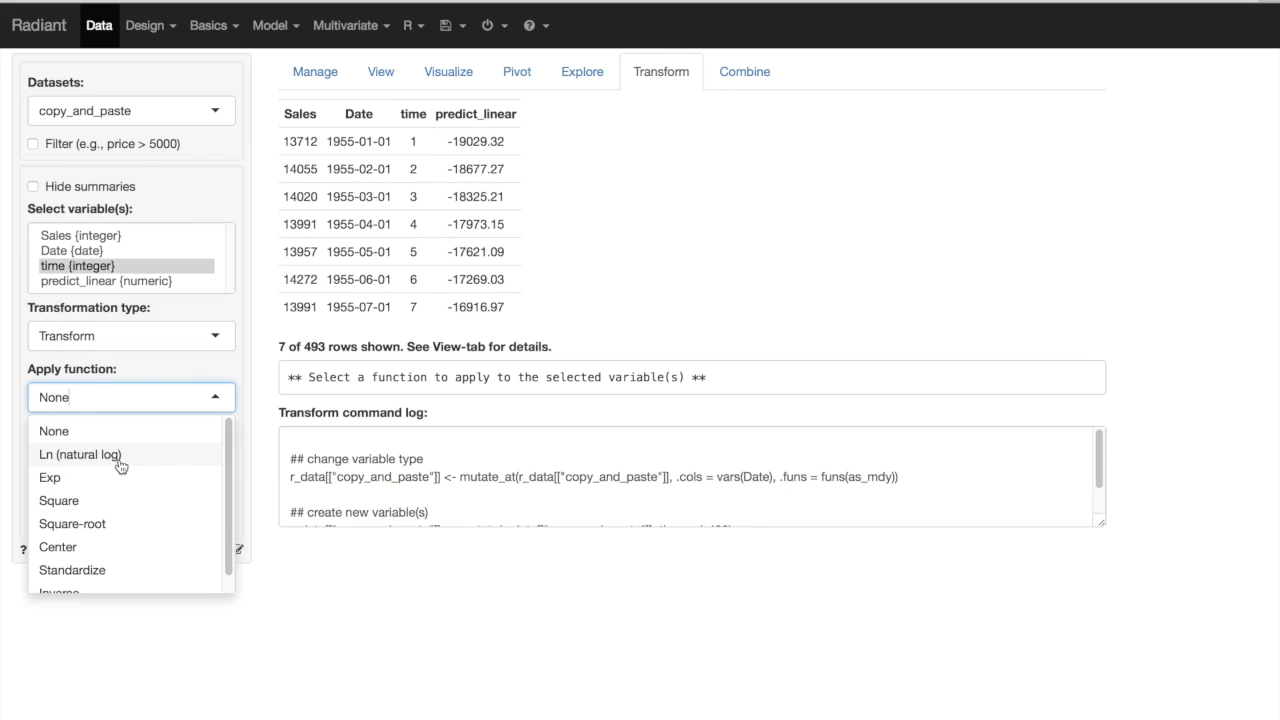 Radiant Data Design Basics Model Multivariate R
Datasets:
copy_and_paste
Filter (e.g., price > 5000)
Hide summaries
Select variable(s):
Sales {integer}
Date {date}
time {integer}
predict_linear {numeric}
Transformation type:
Transform
Apply function:
None
None
Ln (natural log)
Exp
Square
Square-root
Center
Standardize
Inverse
?
Manage View Visualize Pivot Explore Transform Combine
Sales Date time predict_linear
13712 1955-01-01 1 -19029.32
14055 1955-02-01 2 -18677.27
14020 1955-03-01 3 -18325.21
13991 1955-04-01 4 -17973.15
13957 1955-05-01 5 -17621.09
14272 1955-06-01 6 -17269.03
13991 1955-07-01 7 -16916.97
7 of 493 rows shown. See View-tab for details.
** Select a function to apply to the selected variable(s) **
Transform command log:
## change variable type
r_data[["copy_and_paste"]] <- mutate_at(r_data[["copy_and_paste"]], .cols = vars(Date), .funs = funs(as_mdy))
## create new variable(s)